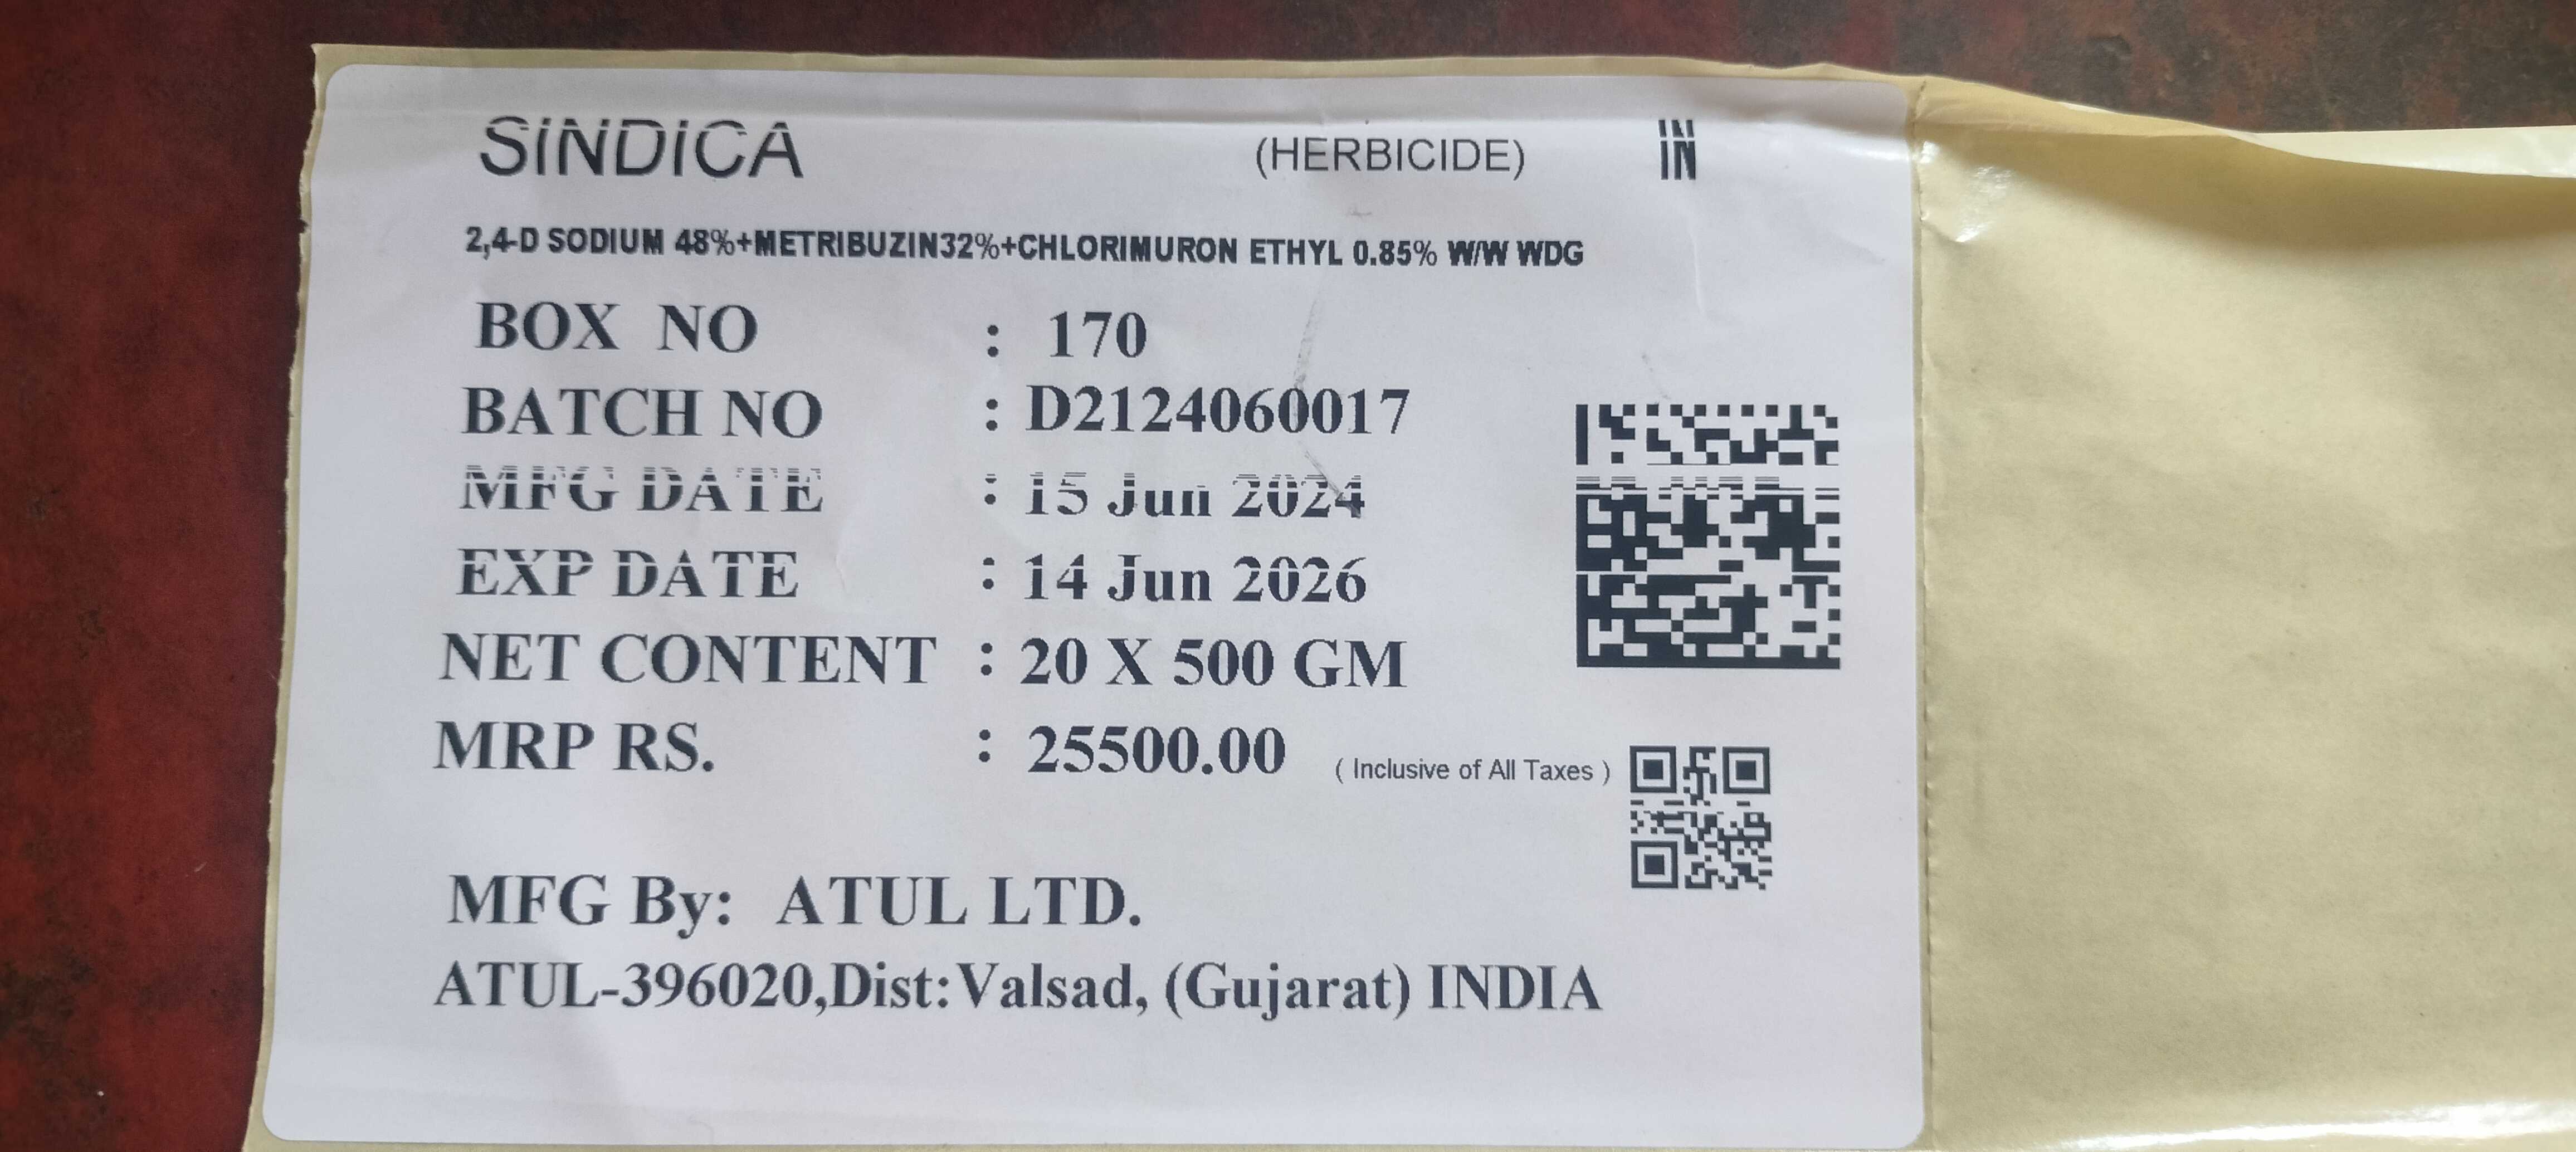 SiNDiCA (HERBICIDE) IN
2,4-D SODIUM 48%+METRIBUZIN32%+CHLORIMURON ETHYL 0.85% W/W WDG
BOX NO : 170
BATCH NO : D2124060017
MFG DATE : 15 Jun 2024
EXP DATE : 14 Jun 2026
NET CONTENT : 20 X 500 GM
MRP RS. : 25500.00 ( Inclusive of All Taxes )
MFG By: ATUL LTD.
ATUL-396020,Dist:Valsad, (Gujarat) INDIA